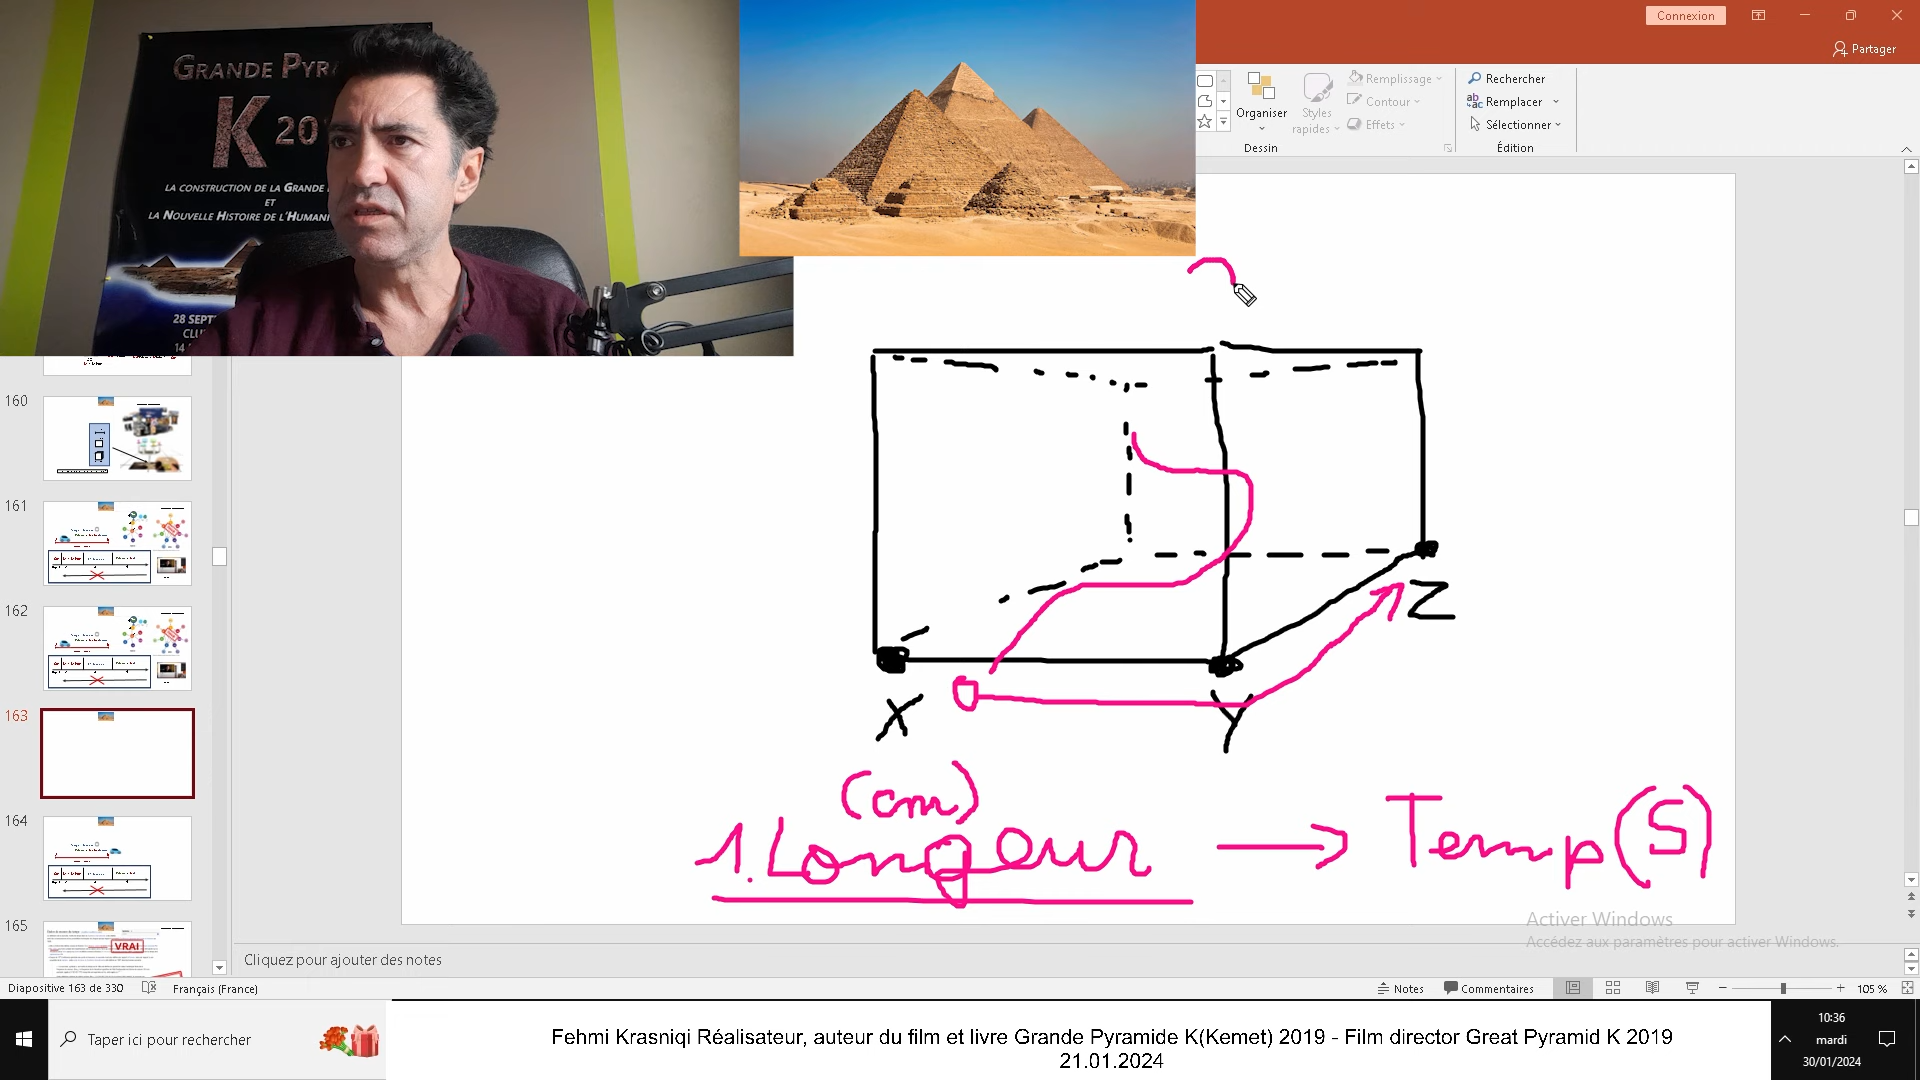 GRANDE PYR
K 20
LA CONSTRUCTION DE LA GRANDE
ET
LA NOUVELLE HISTOIRE DE L'HUMANI
28 SEPT
CLU
14
Connexion
Partager
Organiser
Styles
rapides
Remplissage
Contour
Effets
Dessin
Rechercher
Remplacer
Sélectionner
Édition
160
161
162
163
164
165
VRAI
X
Y
Z
(cm)
1. Longeur → Temp (S)
Activer Windows
Accédez aux paramètres pour activer Windows.
Cliquez pour ajouter des notes
Diapositive 163 de 330
Français (France)
Notes
Commentaires
105 %
Taper ici pour rechercher
Fehmi Krasniqi Réalisateur, auteur du film et livre Grande Pyramide K(Kemet) 2019 - Film director Great Pyramid K 2019
21.01.2024
10:36
mardi
30/01/2024